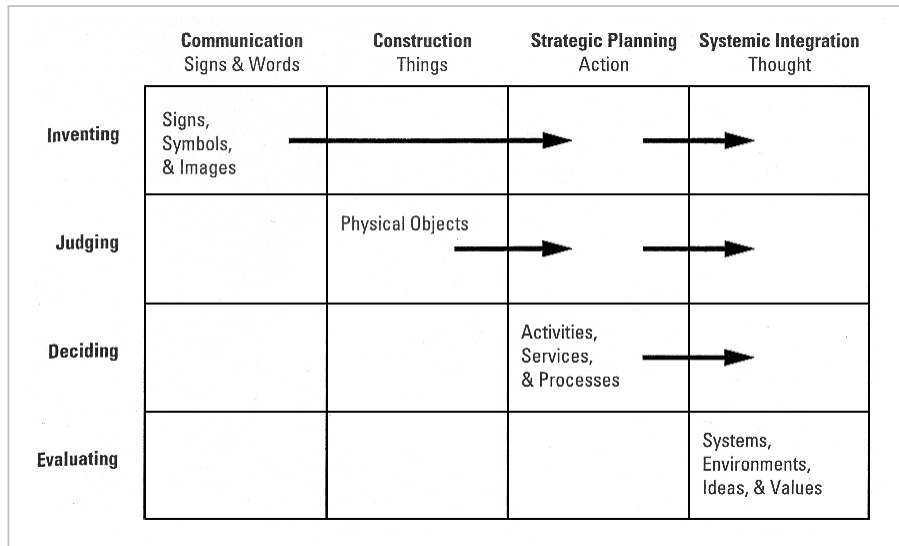 Communication
Signs & Words
Construction
Things
Strategic Planning
Action
Systemic Integration
Thought
Inventing
Signs,
Symbols,
& Images
Judging
Physical Objects
Deciding
Activities,
Services,
& Processes
Evaluating
Systems,
Environments,
Ideas, & Values